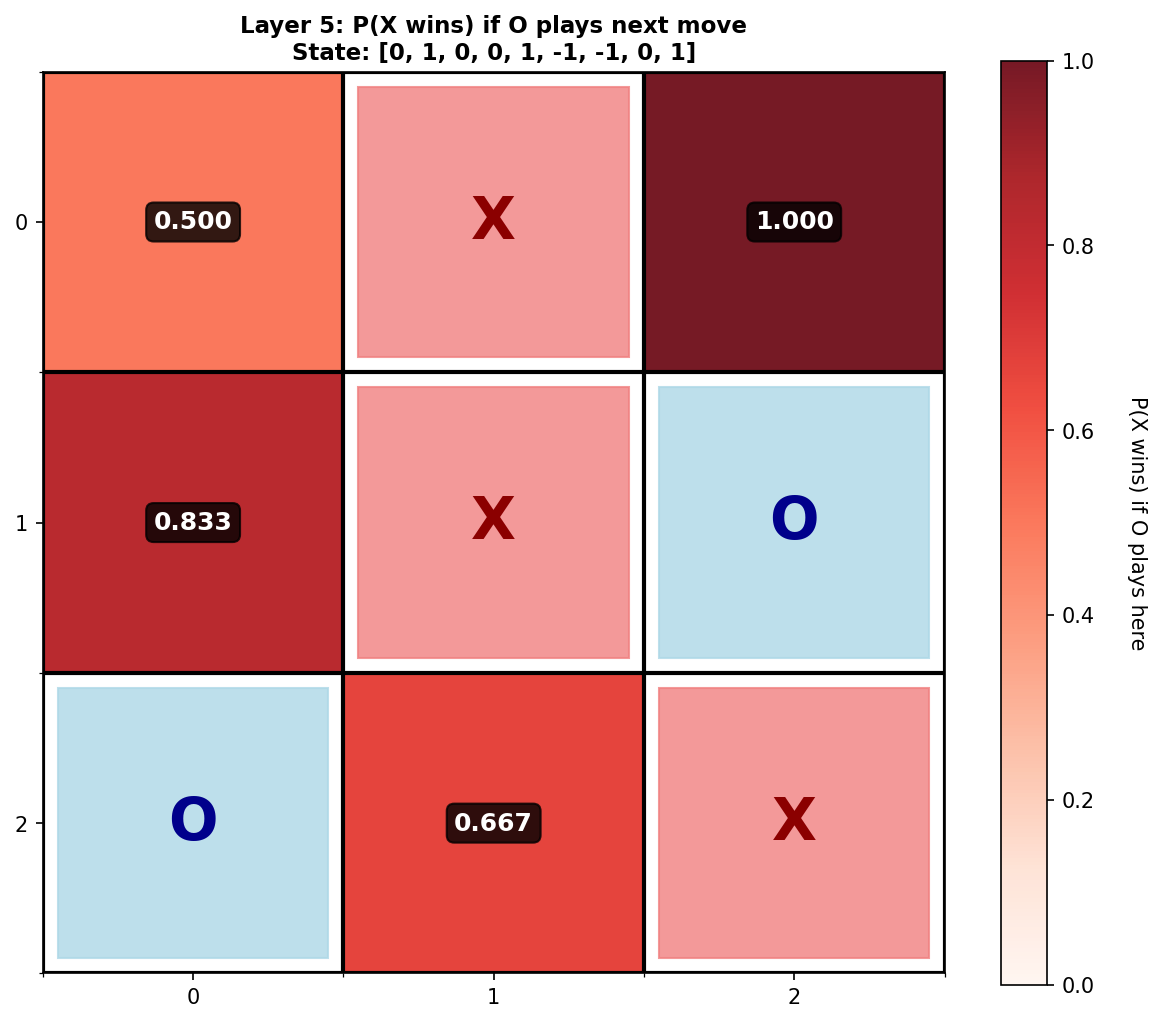 Layer 5: P(X wins) if O plays next move
State: [0, 1, 0, 0, 1, -1, -1, 0, 1]
0
0.500
X
1.000
1
0.833
X
O
2
O
0.667
X
0
1
2
1.0
0.8
0.6
0.4
0.2
0.0
P(X wins) if O plays here